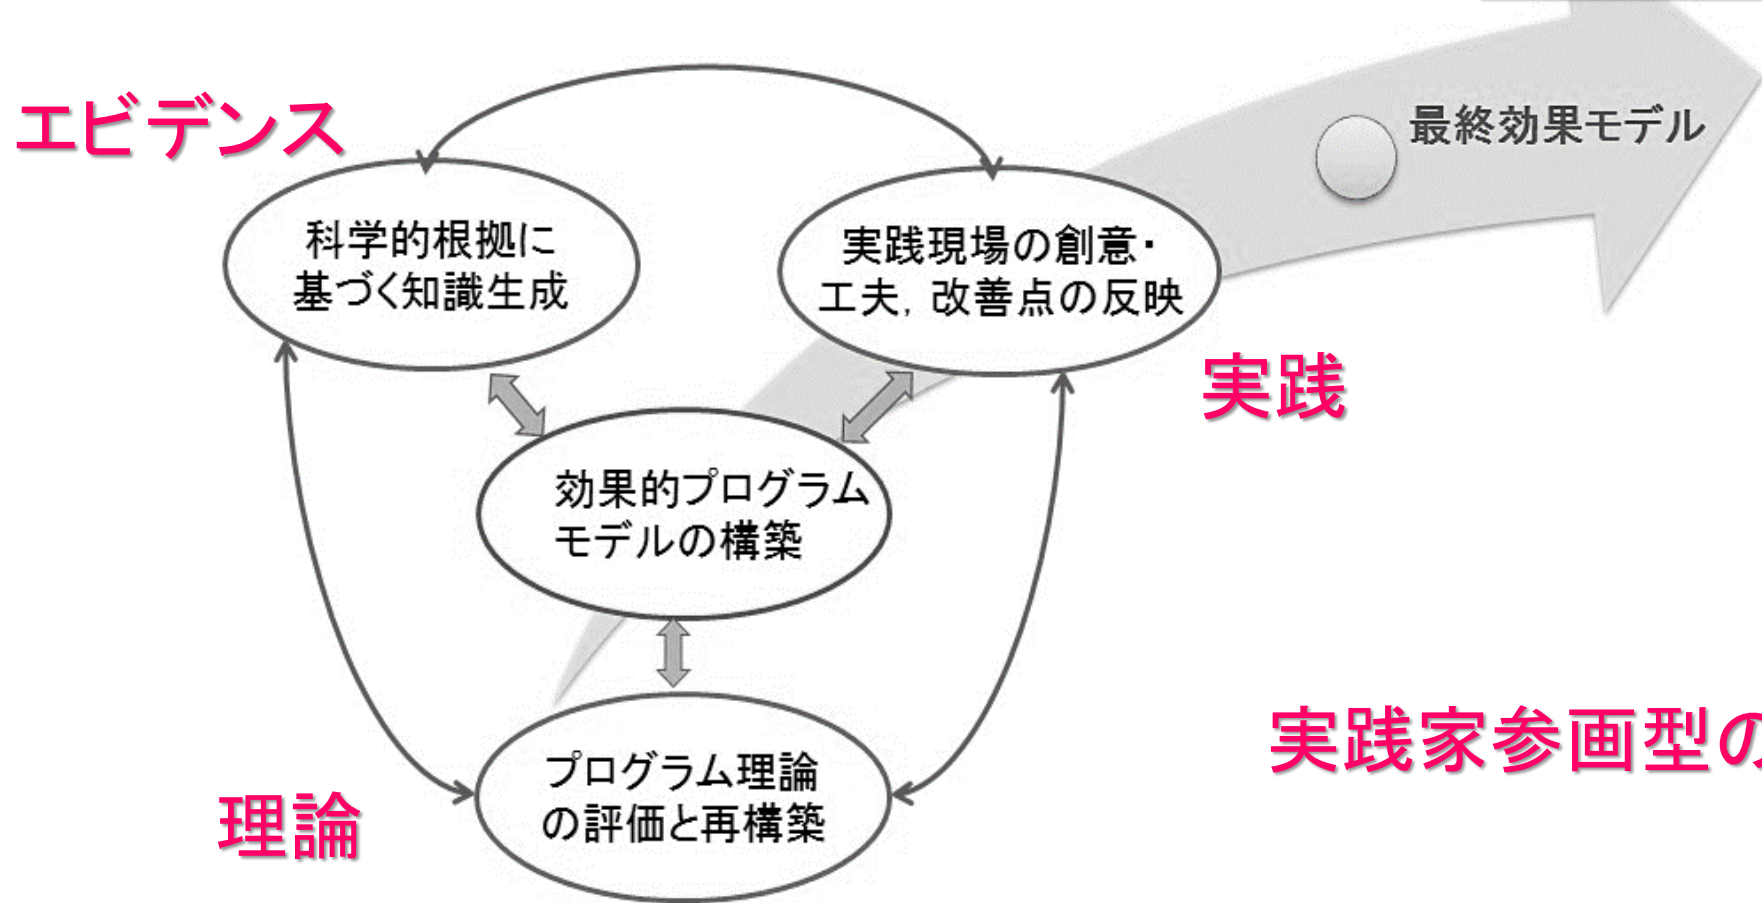 エビデンス
最終効果モデル
科学的根拠に
基づく知識生成
実践現場の創意・
工夫，改善点の反映
実践
効果的プログラム
モデルの構築
実践家参画型の
プログラム理論
の評価と再構築
理論